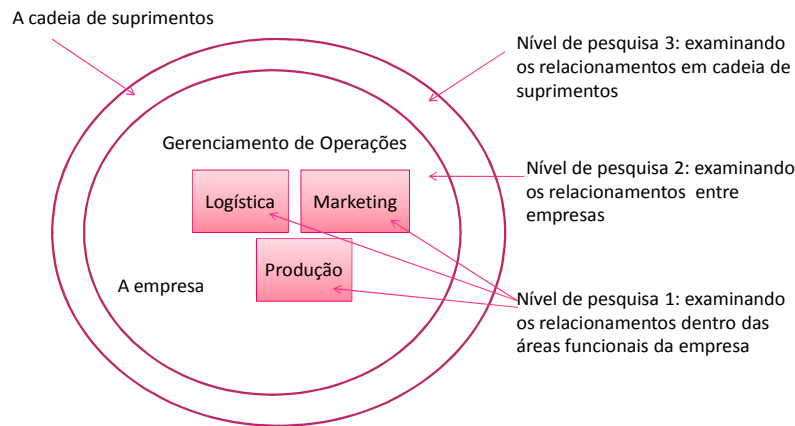 A cadeia de suprimentos
Nível de pesquisa 3: examinando
os relacionamentos em cadeia de
suprimentos
Gerenciamento de Operações
Nível de pesquisa 2: examinando
os relacionamentos entre
empresas
Logística
Marketing
Produção
A empresa
Nível de pesquisa 1: examinando
os relacionamentos dentro das
áreas funcionais da empresa